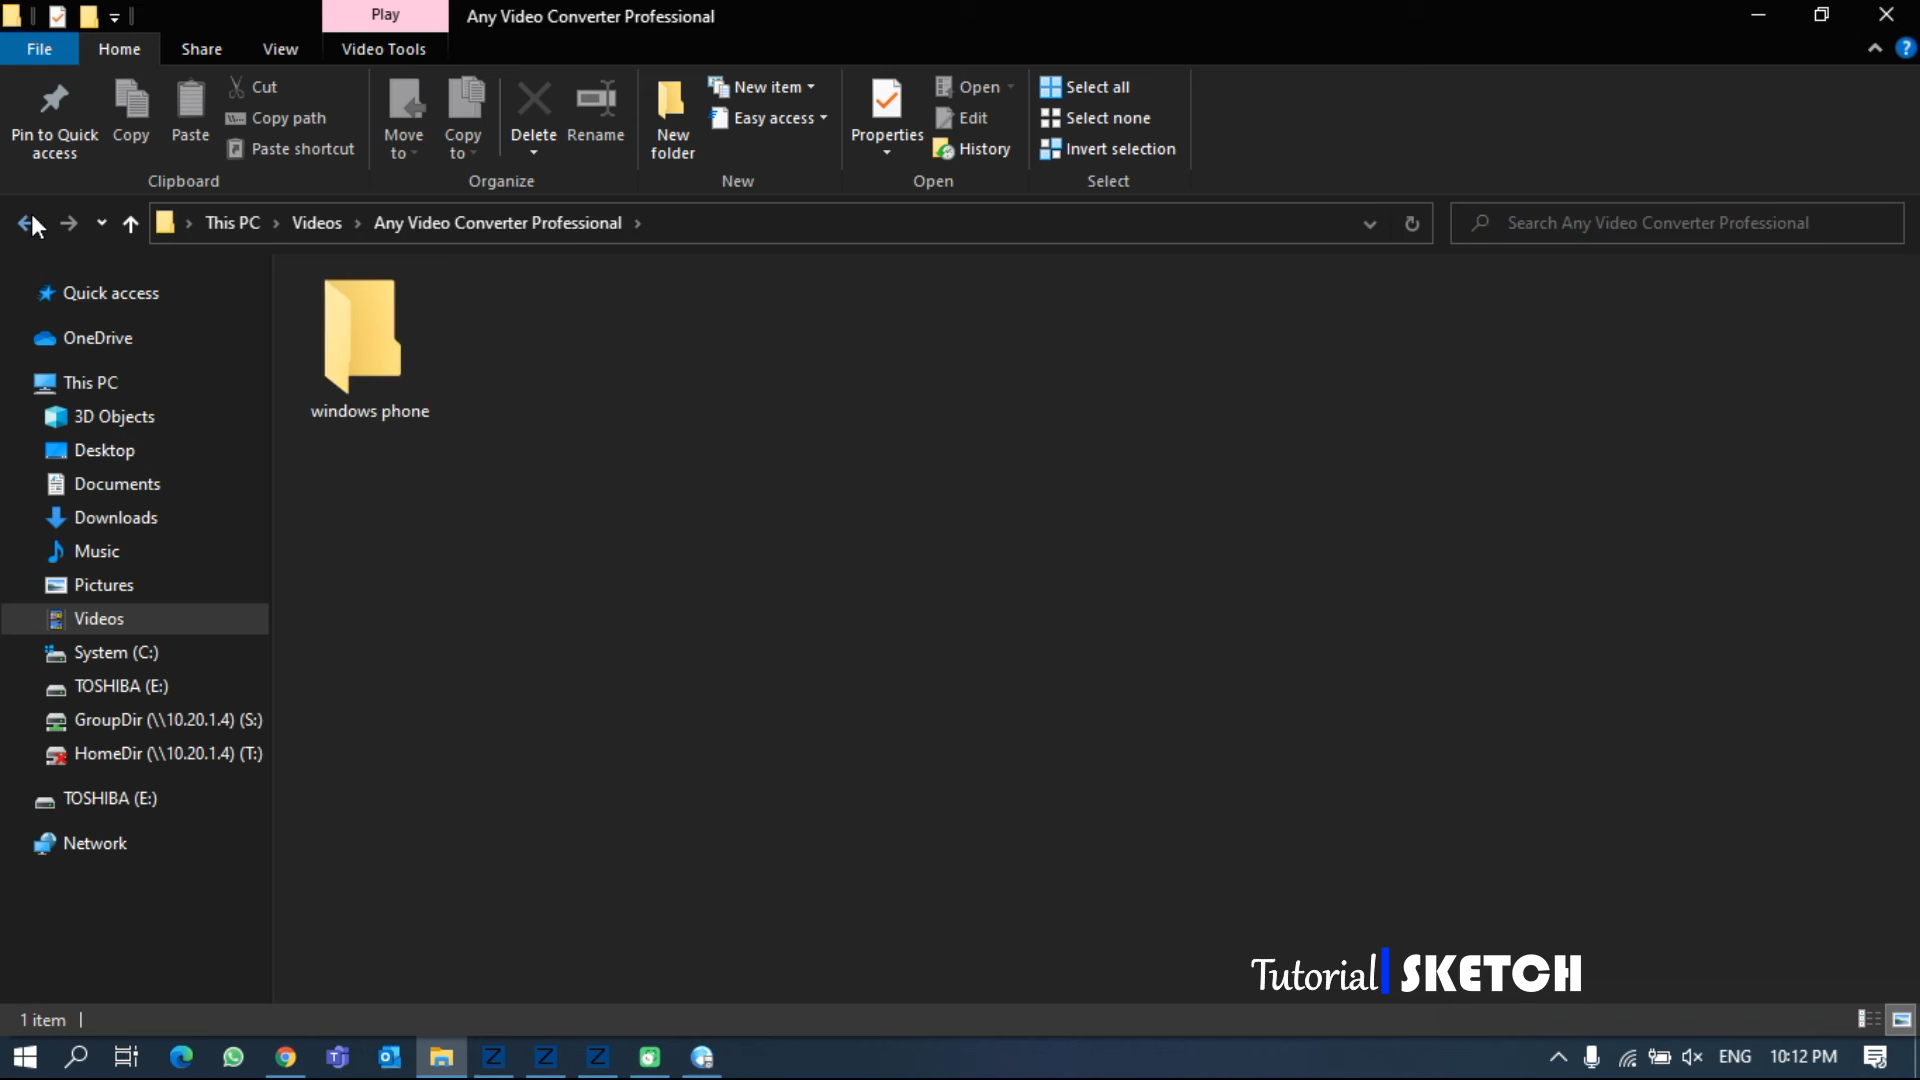 Play
Any Video Converter Professional
File
Home
Share
View
Video Tools
Pin to Quick access
Copy
Paste
Cut
Copy path
Paste shortcut
Move to
Copy to
Delete
Rename
New folder
New item
Easy access
Properties
Open
Edit
History
Select all
Select none
Invert selection
Clipboard
Organize
New
Open
Select
This PC > Videos > Any Video Converter Professional >
Search Any Video Converter Professional
Quick access
OneDrive
This PC
3D Objects
Desktop
Documents
Downloads
Music
Pictures
Videos
System (C:)
TOSHIBA (E:)
GroupDir (\\10.20.1.4) (S:)
HomeDir (\\10.20.1.4) (T:)
TOSHIBA (E:)
Network
windows phone
Tutorial SKETCH
1 item
ENG
10:12 PM